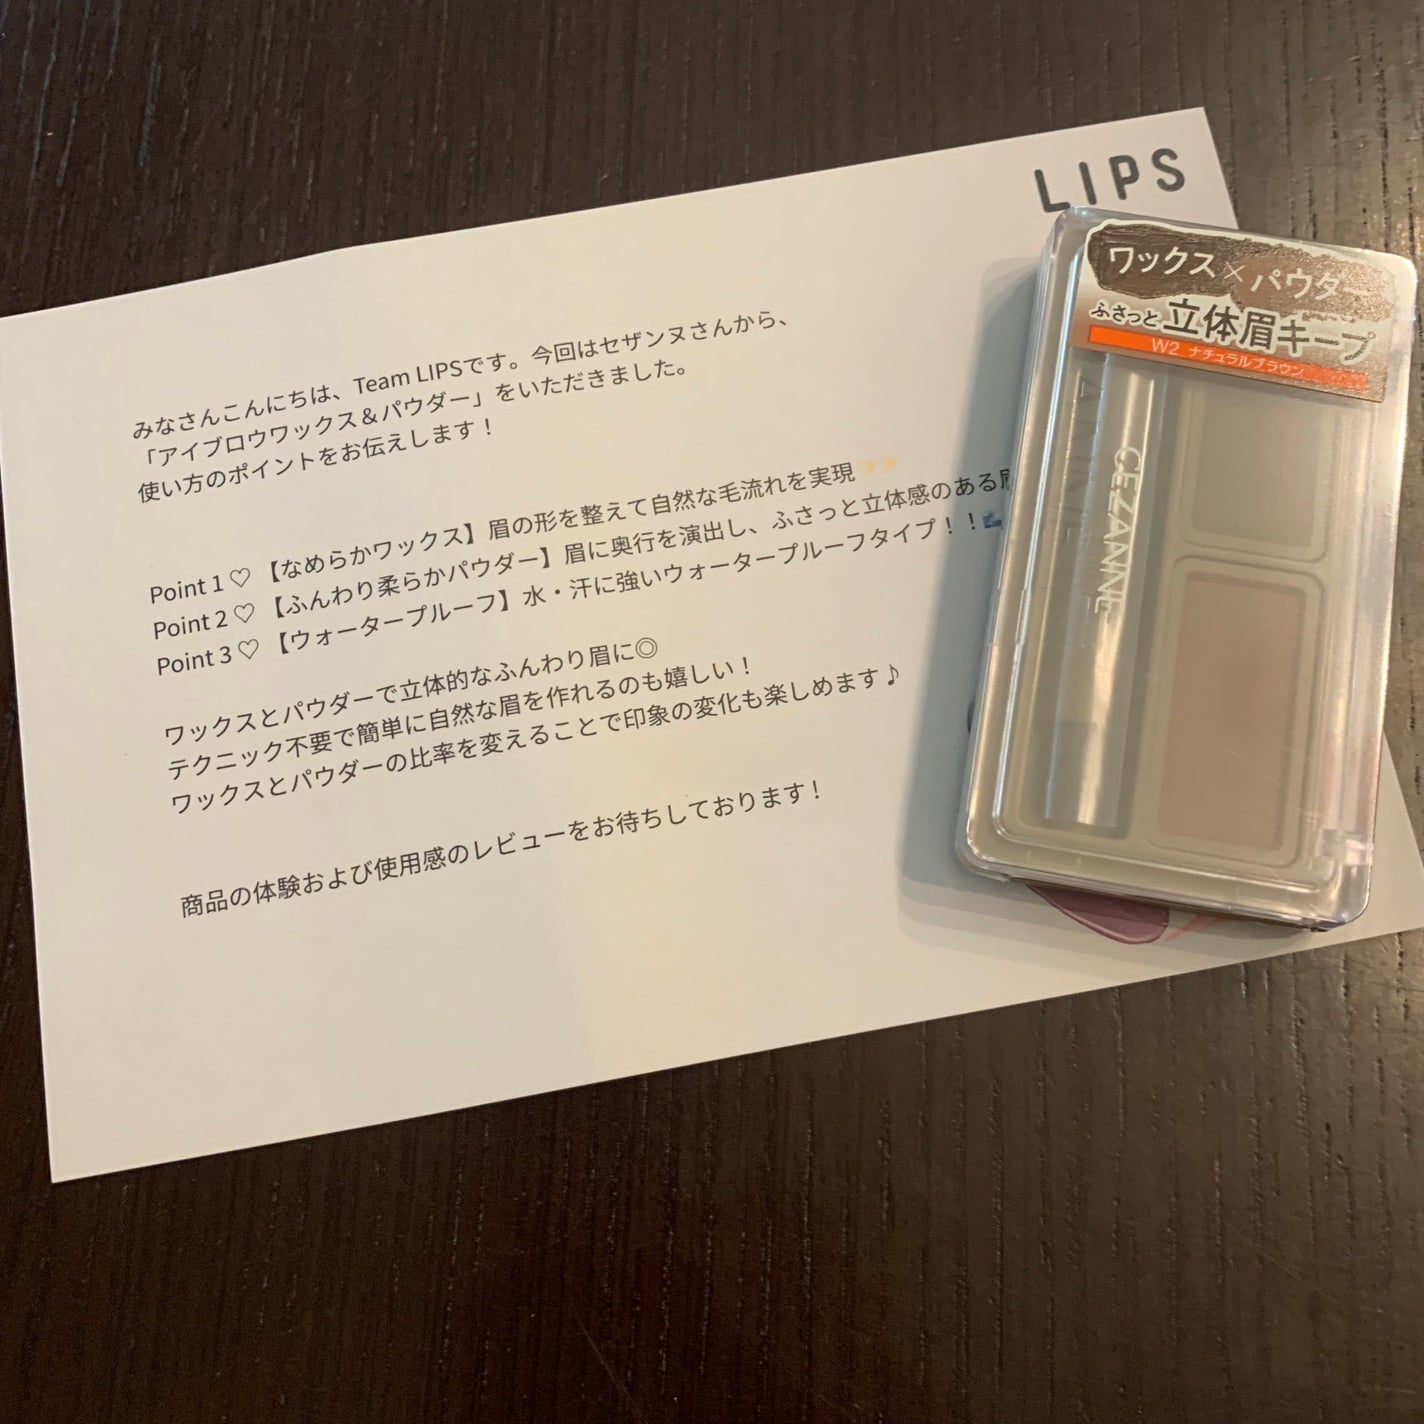 LIPS
みなさんこんにちは、Team LIPSです。今回はセザンヌさんから、
「アイブロウワックス＆パウダー」をいただきました。
使い方のポイントをお伝えします！
Point 1 ♡ 【なめらかワックス】眉の形を整えて自然な毛流れを実現✨
Point 2 ♡ 【ふんわり柔らかパウダー】眉に奥行を演出し、ふさっと立体感のある
Point 3 ♡ 【ウォータープルーフ】水・汗に強いウォータープルーフタイプ！！
ワックスとパウダーで立体的なふんわり眉に◎
テクニック不要で簡単に自然な眉を作れるのも嬉しい！
ワックスとパウダーの比率を変えることで印象の変化も楽しめます♪
商品の体験および使用感のレビューをお待ちしております！
ワックス×パウダー
ふさっと立体眉キープ
W2 ナチュラルブラウン
CEZANNE